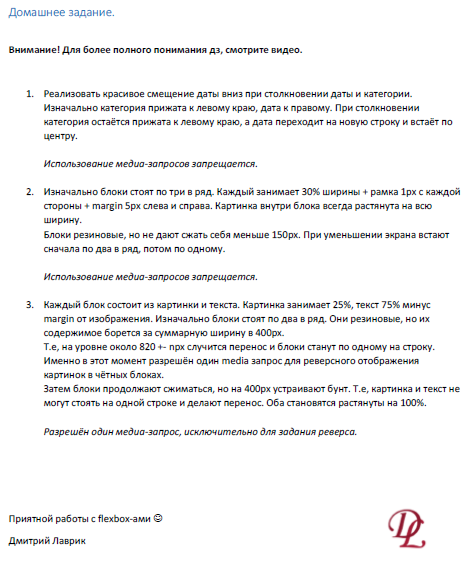 Домашнее задание.
Внимание! Для более полного понимания дз, смотрите видео.
1. Реализовать красивое смещение даты вниз при столкновении даты и категории.
Изначально категория прижата к левому краю, дата к правому. При столкновении
категория остаётся прижата к левому краю, а дата переходит на новую строку и встаёт по
центру.
Использование медиа-запросов запрещается.
2. Изначально блоки стоят по три в ряд. Каждый занимает 30% ширины + рамка 1px с каждой
стороны + margin 5px слева и справа. Картинка внутри блока всегда растянута на всю
ширину.
Блоки резиновые, но не дают сжать себя меньше 150px. При уменьшении экрана встают
сначала по два в ряд, потом по одному.
Использование медиа-запросов запрещается.
3. Каждый блок состоит из картинки и текста. Картинка занимает 25%, текст 75% минус
margin от изображения. Изначально блоки стоят по два в ряд. Они резиновые, но их
содержимое борется за суммарную ширину в 400px.
Т.е, на уровне около 820 +- npx случится перенос и блоки станут по одному на строку.
Именно в этот момент разрешён один media запрос для реверсного отображения
картинок в чётных блоках.
Затем блоки продолжают сжиматься, но на 400px устраивают бунт. Т.е, картинка и текст не
могут стоять на одной строке и делают перенос. Оба становятся растянуты на 100%.
Разрешён один медиа-запрос, исключительно для задания реверса.
Приятной работы с flexbox-ами ☺
Дмитрий Лаврик
DL